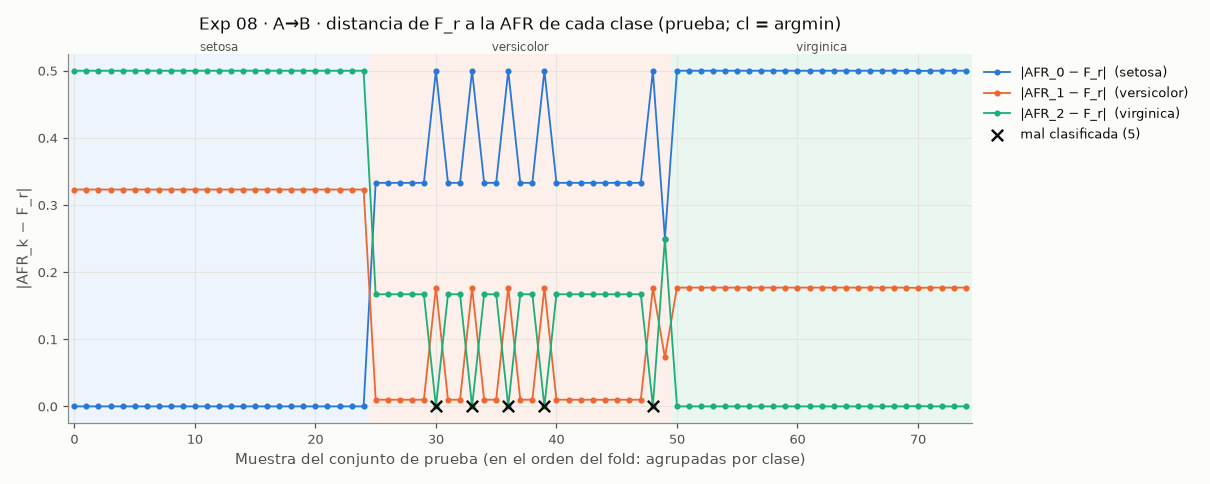 Exp 08 · A→B · distancia de F_r a la AFR de cada clase (prueba; cl = argmin)
setosa versicolor virginica
|AFR_0 − F_r| (setosa)
|AFR_1 − F_r| (versicolor)
|AFR_2 − F_r| (virginica)
mal clasificada (5)
|AFR_k − F_r|
0.5
0.4
0.3
0.2
0.1
0.0
0 10 20 30 40 50 60 70
Muestra del conjunto de prueba (en el orden del fold: agrupadas por clase)